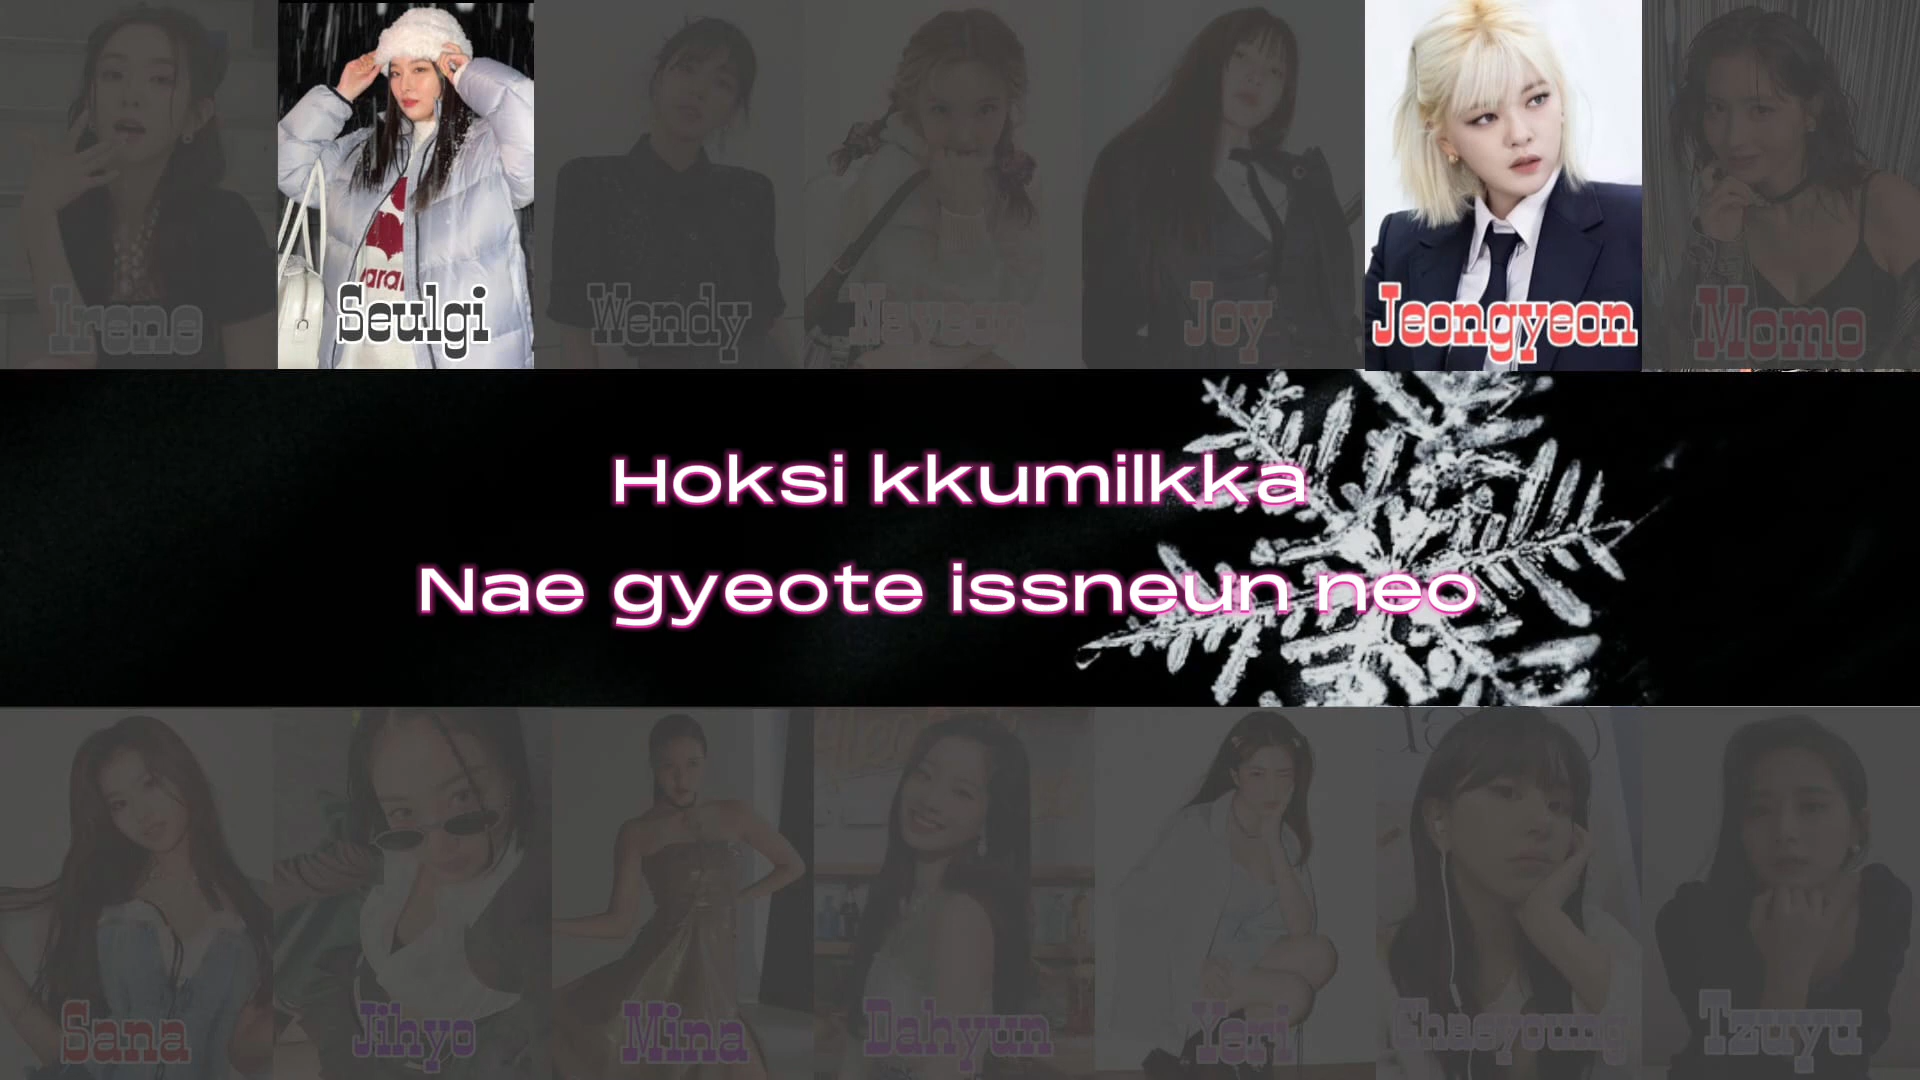 Irene
Seulgi
Wendy
Nayeon
Joy
Jeongyeon
Momo
Hoksi kkumilkka
Nae gyeote issneun neo
Sana
Jihyo
Mina
Dahyun
Yeri
Chaeyoung
Tzuyu